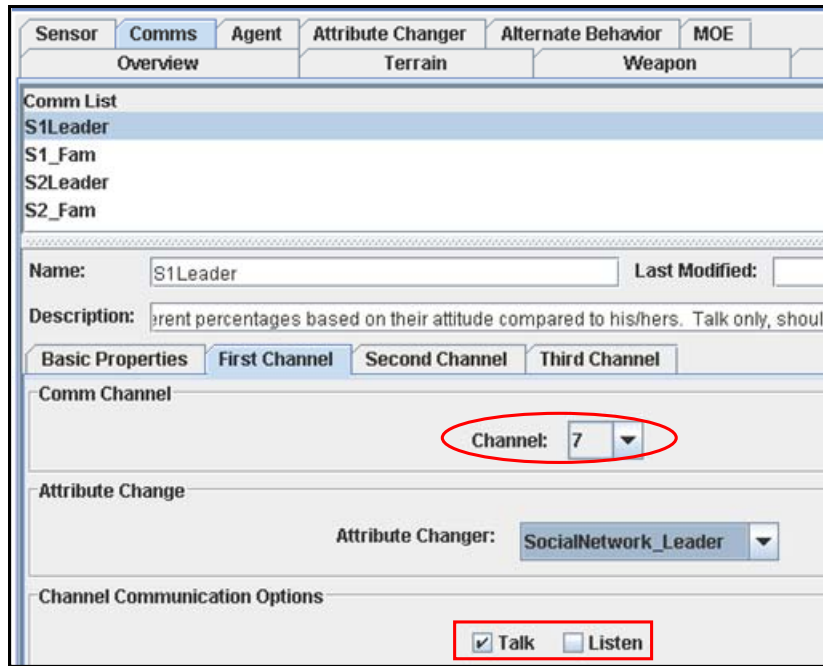 Sensor Comms Agent Attribute Changer Alternate Behavior MOE
Overview Terrain Weapon
Comm List
S1Leader
S1_Fam
S2Leader
S2_Fam
Name: S1Leader Last Modified:
Description: erent percentages based on their attitude compared to his/hers. Talk only, shoul
Basic Properties First Channel Second Channel Third Channel
Comm Channel
Channel: 7
Attribute Change
Attribute Changer: SocialNetwork_Leader
Channel Communication Options
Talk Listen